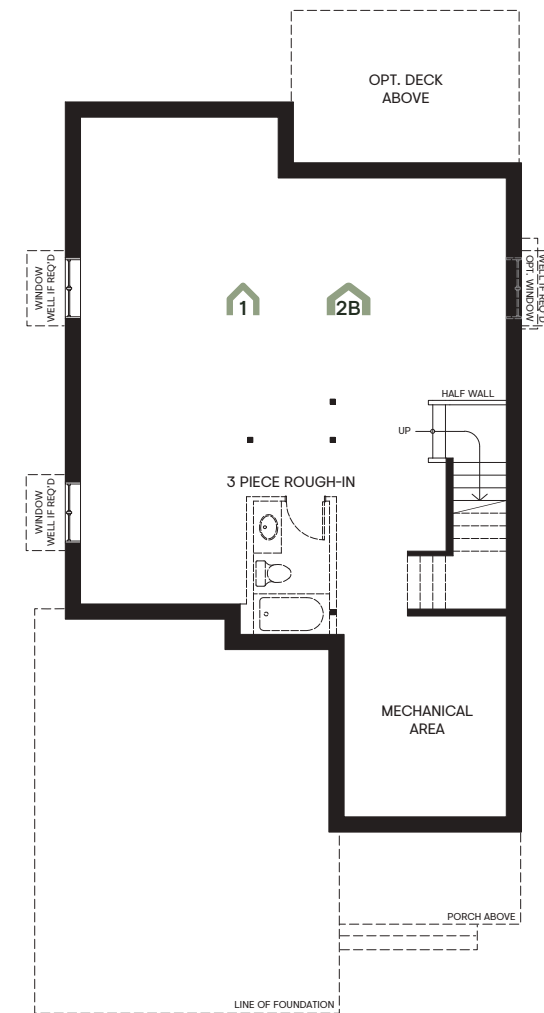 OPT. DECK
ABOVE
WINDOW
WELL IF REQ'D
OPT. WINDOW
WELL IF REQ'D
1
2B
HALF WALL
UP
3 PIECE ROUGH-IN
WINDOW
WELL IF REQ'D
MECHANICAL
AREA
PORCH ABOVE
LINE OF FOUNDATION